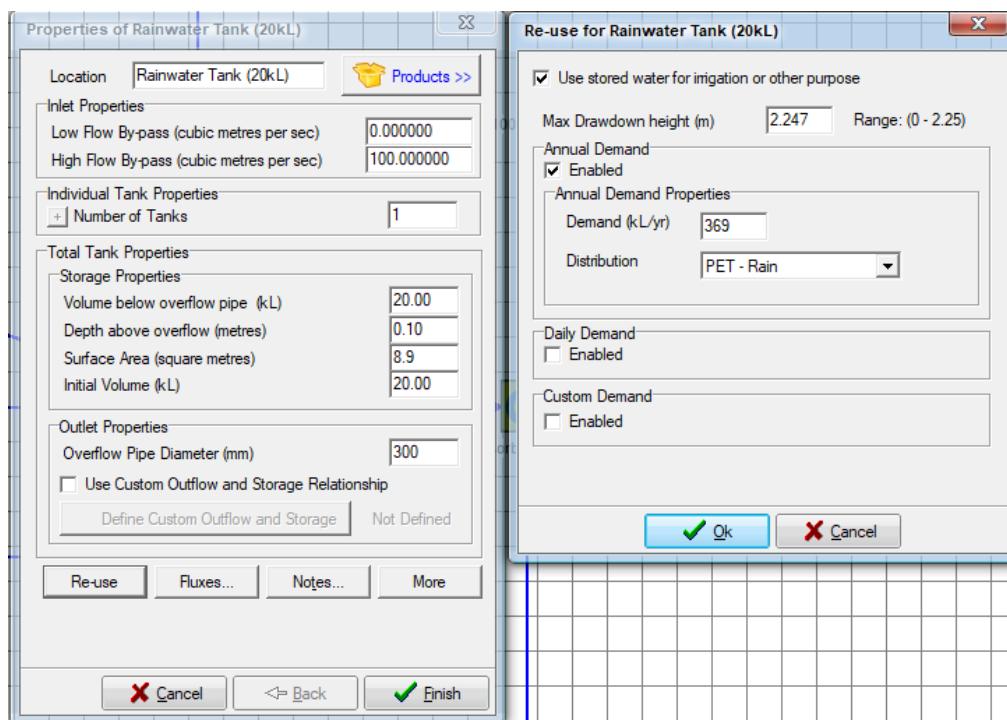 Properties of Rainwater Tank (20kL)
Location Rainwater Tank (20kL) Products >>
Inlet Properties
Low Flow By-pass (cubic metres per sec) 0.000000
High Flow By-pass (cubic metres per sec) 100.000000
Individual Tank Properties
+ Number of Tanks 1
Total Tank Properties
Storage Properties
Volume below overflow pipe (kL) 20.00
Depth above overflow (metres) 0.10
Surface Area (square metres) 8.9
Initial Volume (kL) 20.00
Outlet Properties
Overflow Pipe Diameter (mm) 300
Use Custom Outflow and Storage Relationship
Define Custom Outflow and Storage Not Defined
Re-use Fluxes... Notes... More
Cancel Back Finish
Re-use for Rainwater Tank (20kL)
Use stored water for irrigation or other purpose
Max Drawdown height (m) 2.247 Range: (0 - 2.25)
Annual Demand
Enabled
Annual Demand Properties
Demand (kL/yr) 369
Distribution PET - Rain
Daily Demand
Enabled
Custom Demand
Enabled
Ok Cancel